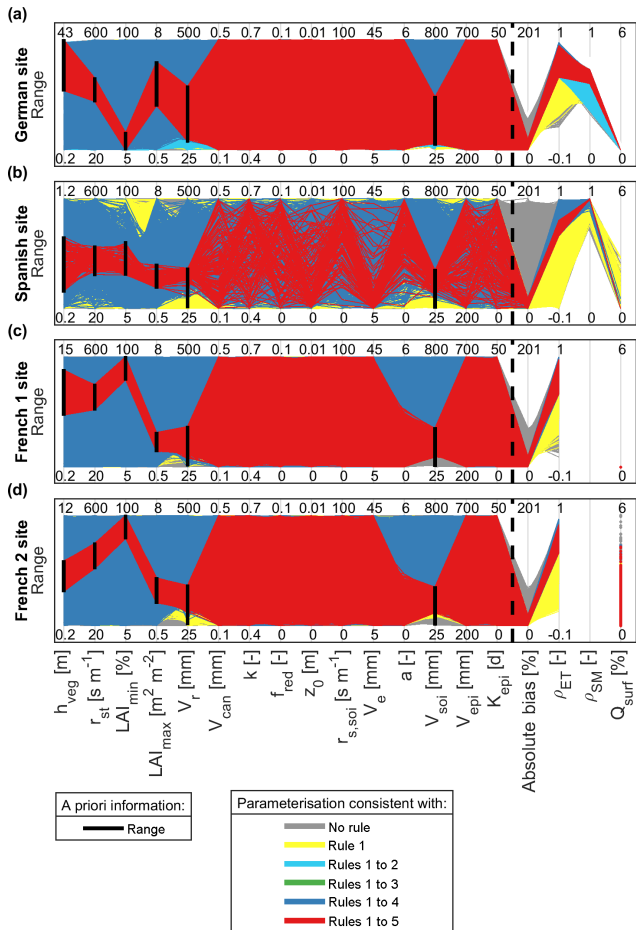 (a)
43 600 100 8 500 0.5 0.7 0.1 0.01 100 45 6 800 700 50 201 1 1 6
German site
Range
0.2 20 5 0.5 25 0.1 0.4 0 0 0 5 0 25 200 0 0 -0.1 0 0
(b)
1.2 600 100 8 500 0.5 0.7 0.1 0.01 100 45 6 800 700 50 201 1 1 6
Spanish site
Range
0.2 20 5 0.5 25 0.1 0.4 0 0 0 5 0 25 200 0 0 -0.1 0 0
(c)
15 600 100 8 500 0.5 0.7 0.1 0.01 100 45 6 800 700 50 201 1 6
French 1 site
Range
0.2 20 5 0.5 25 0.1 0.4 0 0 0 5 0 25 200 0 0 -0.1 0
(d)
12 600 100 8 500 0.5 0.7 0.1 0.01 100 45 6 800 700 50 201 1 6
French 2 site
Range
0.2 20 5 0.5 25 0.1 0.4 0 0 0 5 0 25 200 0 0 -0.1 0
h_veg [m]
r_st [s m⁻¹]
LAI_min [%]
LAI_max [m² m⁻²]
V_r [mm]
V_can [mm]
k [-]
f_red [-]
z_0 [m]
r_s,soi [s m⁻¹]
V_e [mm]
a [-]
V_soi [mm]
V_epi [mm]
K_epi [d]
Absolute bias [%]
ρ_ET [-]
ρ_SM [-]
Q_surf [%]
A priori information:
Range
Parameterisation consistent with:
No rule
Rule 1
Rules 1 to 2
Rules 1 to 3
Rules 1 to 4
Rules 1 to 5